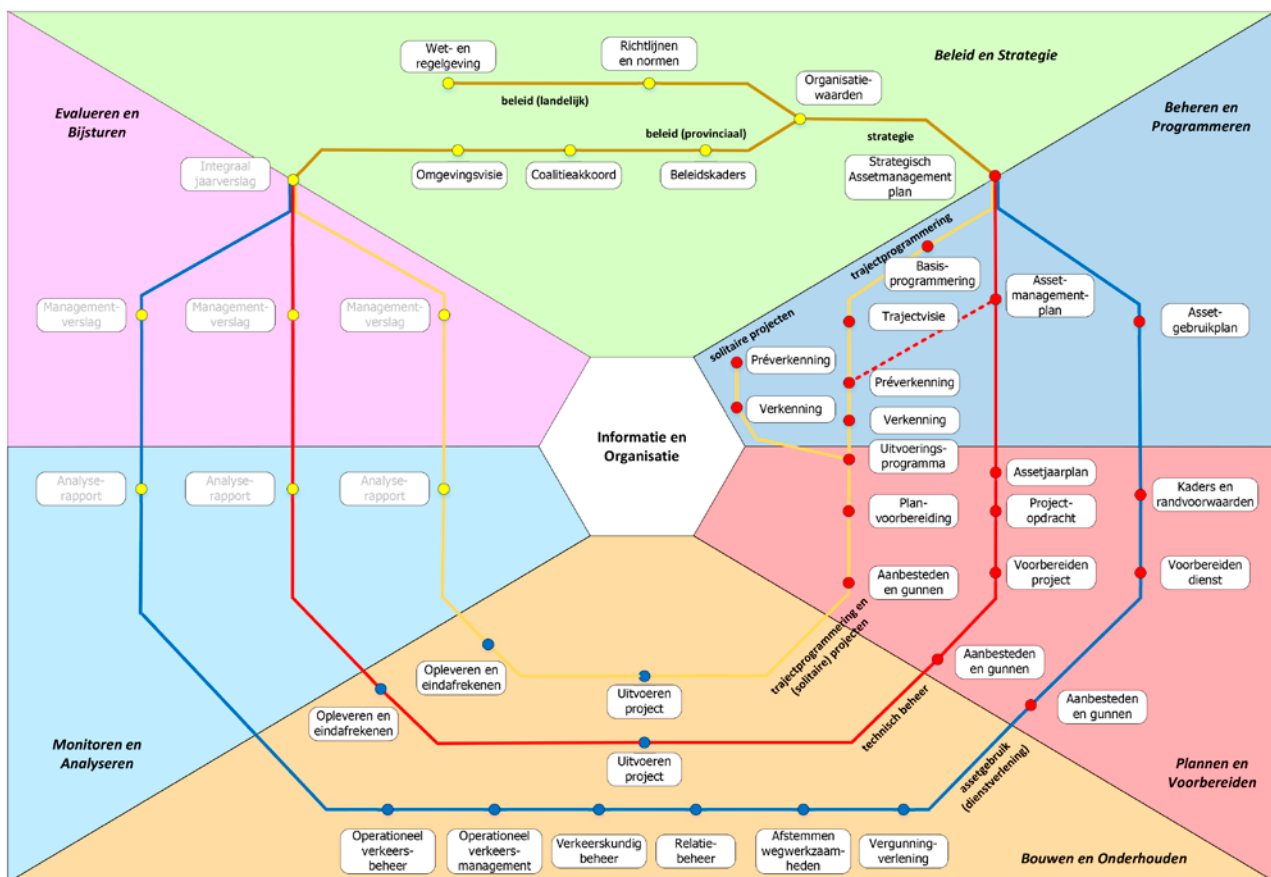 Beleid en Strategie
Wet- en
regelgeving
Richtlijnen
en normen
Organisatie-
waarden
beleid (landelijk)
beleid (provinciaal)
strategie
Omgevingsvisie
Coalitieakkoord
Beleidskaders
Strategisch
Assetmanagement
plan
Evalueren en
Bijsturen
Integraal
jaarverslag
Management-
verslag
Management-
verslag
Management-
verslag
Beheren en
Programmeren
trajectprogrammering
Basis-
programmering
Asset-
management-
plan
Asset-
gebruikplan
Trajectvisie
solitaire projecten
Préverkenning
Verkenning
Préverkenning
Verkenning
Uitvoerings-
programma
Informatie en
Organisatie
Analyse-
rapport
Analyse-
rapport
Analyse-
rapport
Monitoren en
Analyseren
Assetjaarplan
Kaders en
randvoorwaarden
Plan-
voorbereiding
Project-
opdracht
Aanbesteden
en gunnen
Voorbereiden
project
Voorbereiden
dienst
Aanbesteden
en gunnen
Aanbesteden
en gunnen
Plannen en
Voorbereiden
trajectprogrammering en
(solitaire) projecten
technisch beheer
assetgebruik
(dienstverlening)
Opleveren en
eindafrekenen
Uitvoeren
project
Opleveren en
eindafrekenen
Uitvoeren
project
Operationeel
verkeers-
beheer
Operationeel
verkeers-
management
Verkeerskundig
beheer
Relatie-
beheer
Afstemmen
wegwerkzaam-
heden
Vergunning-
verlening
Bouwen en Onderhouden